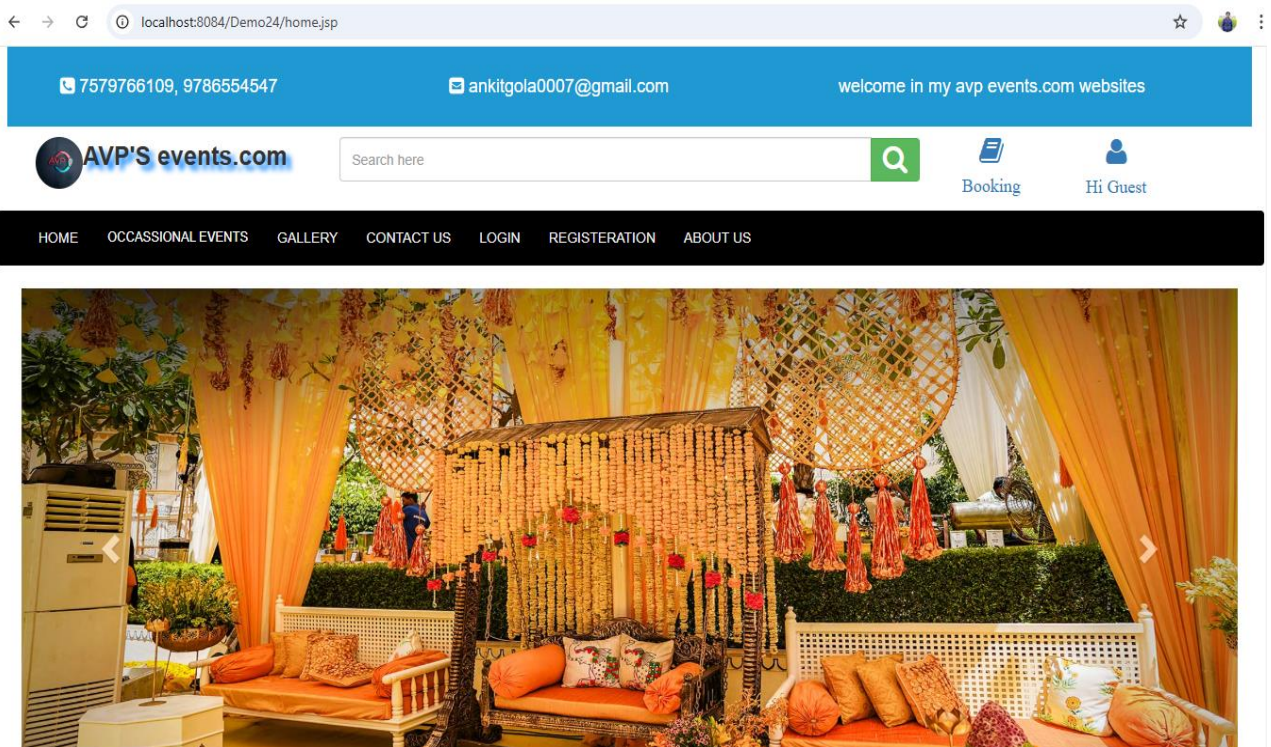 localhost:8084/Demo24/home.jsp
7579766109, 9786554547 ankitgola0007@gmail.com welcome in my avp events.com websites
AVP'S events.com Search here
Booking Hi Guest
HOME OCCASSIONAL EVENTS GALLERY CONTACT US LOGIN REGISTERATION ABOUT US